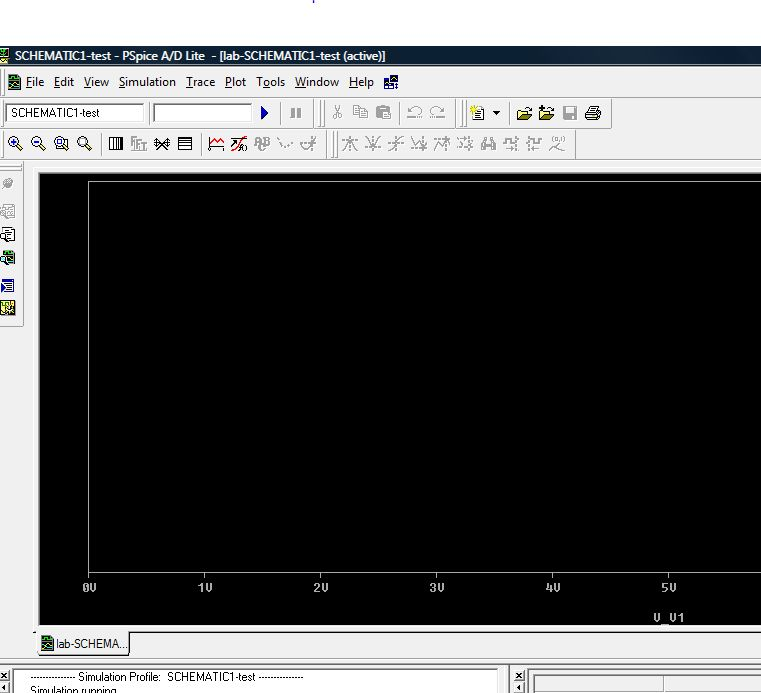 SCHEMATIC1-test - PSpice A/D Lite - [lab-SCHEMATIC1-test (active)]
File Edit View Simulation Trace Plot Tools Window Help
SCHEMATIC1-test
0V 1V 2V 3V 4V 5V
V_V1
lab-SCHEMA...
--------------- Simulation Profile: SCHEMATIC1-test ---------------
Simulation running